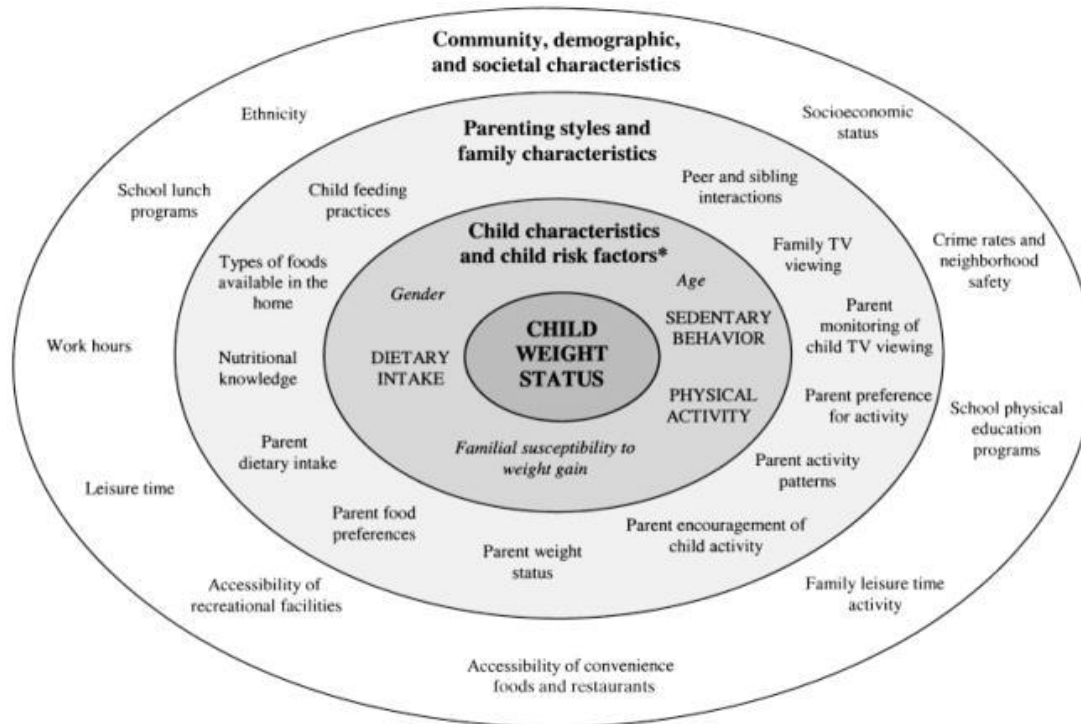 Community, demographic,
and societal characteristics
Ethnicity
Socioeconomic
status
Parenting styles and
family characteristics
School lunch
programs
Child feeding
practices
Peer and sibling
interactions
Child characteristics
and child risk factors*
Types of foods
available in the
home
Family TV
viewing
Crime rates and
neighborhood
safety
Gender
Age
Work hours
Nutritional
knowledge
DIETARY
INTAKE
CHILD
WEIGHT
STATUS
SEDENTARY
BEHAVIOR
Parent
monitoring of
child TV viewing
PHYSICAL
ACTIVITY
Parent preference
for activity
School physical
education
programs
Parent
dietary intake
Familial susceptibility to
weight gain
Parent activity
patterns
Leisure time
Parent food
preferences
Parent weight
status
Parent encouragement of
child activity
Accessibility of
recreational facilities
Family leisure time
activity
Accessibility of convenience
foods and restaurants